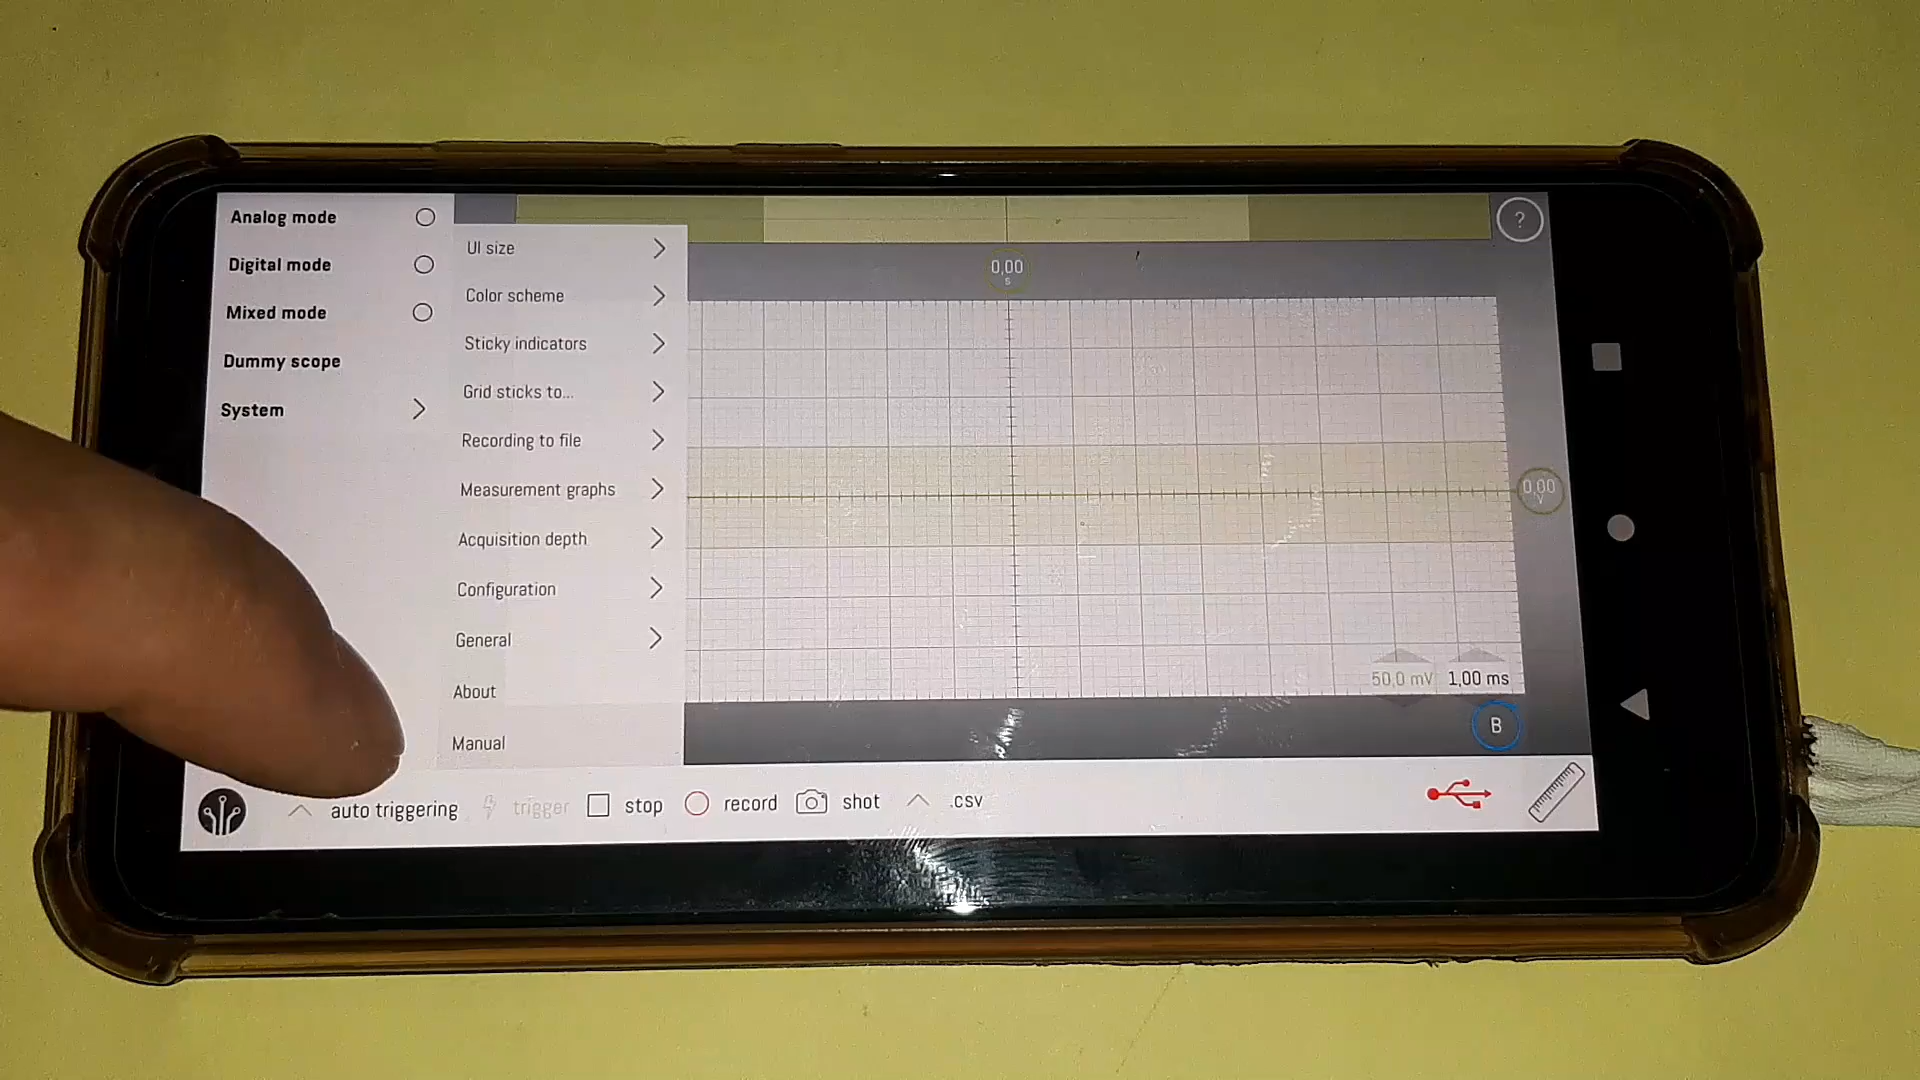 Analog mode
Digital mode
Mixed mode
Dummy scope
System
UI size
Color scheme
Sticky indicators
Grid sticks to...
Recording to file
Measurement graphs
Acquisition depth
Configuration
General
About
Manual
?
0,00
s
0,00
V
50,0 mV 1,00 ms
B
auto triggering trigger stop record shot .csv